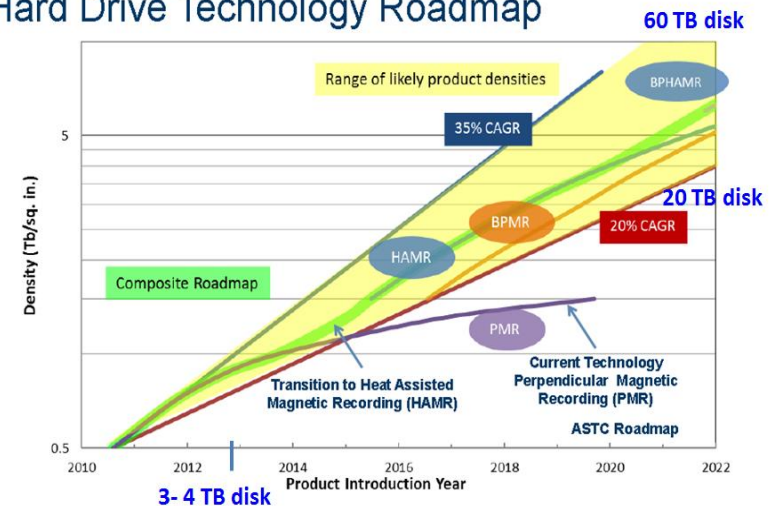 Hard Drive Technology Roadmap
60 TB disk
Range of likely product densities
BPHAMR
35% CAGR
5
20 TB disk
BPMR
20% CAGR
HAMR
Composite Roadmap
Density (Tb/sq. in.)
PMR
Transition to Heat Assisted
Magnetic Recording (HAMR)
Current Technology
Perpendicular Magnetic
Recording (PMR)
ASTC Roadmap
0.5
2010 2012 2014 2016 2018 2020 2022
Product Introduction Year
3- 4 TB disk